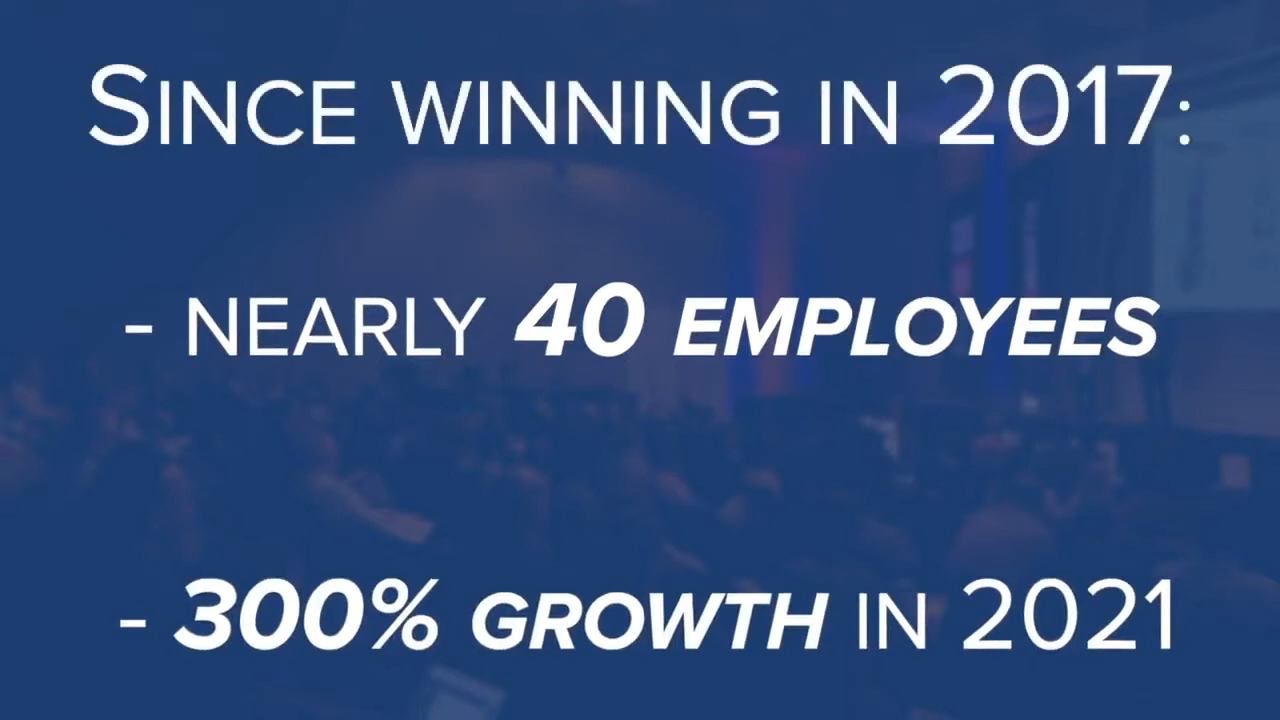 SINCE WINNING IN 2017:
- NEARLY 40 EMPLOYEES
- 300% GROWTH IN 2021